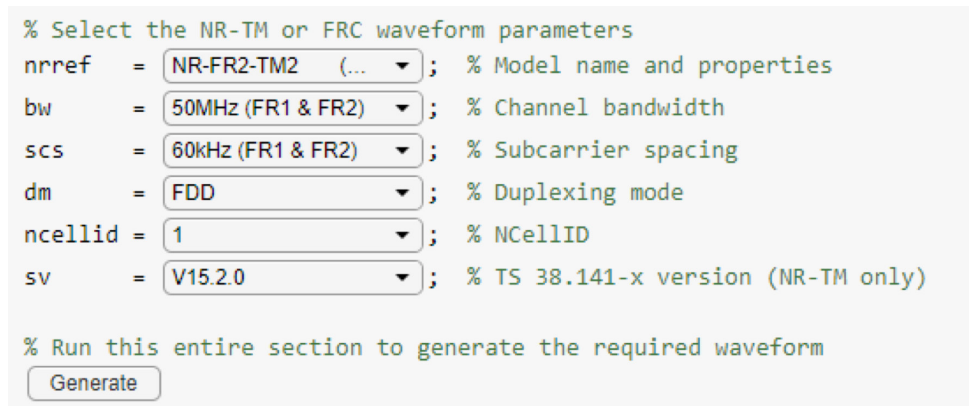 % Select the NR-TM or FRC waveform parameters
nrref = NR-FR2-TM2 (... ; % Model name and properties
bw = 50MHz (FR1 & FR2) ; % Channel bandwidth
scs = 60kHz (FR1 & FR2) ; % Subcarrier spacing
dm = FDD ; % Duplexing mode
ncellid = 1 ; % NCellID
sv = V15.2.0 ; % TS 38.141-x version (NR-TM only)
% Run this entire section to generate the required waveform
Generate